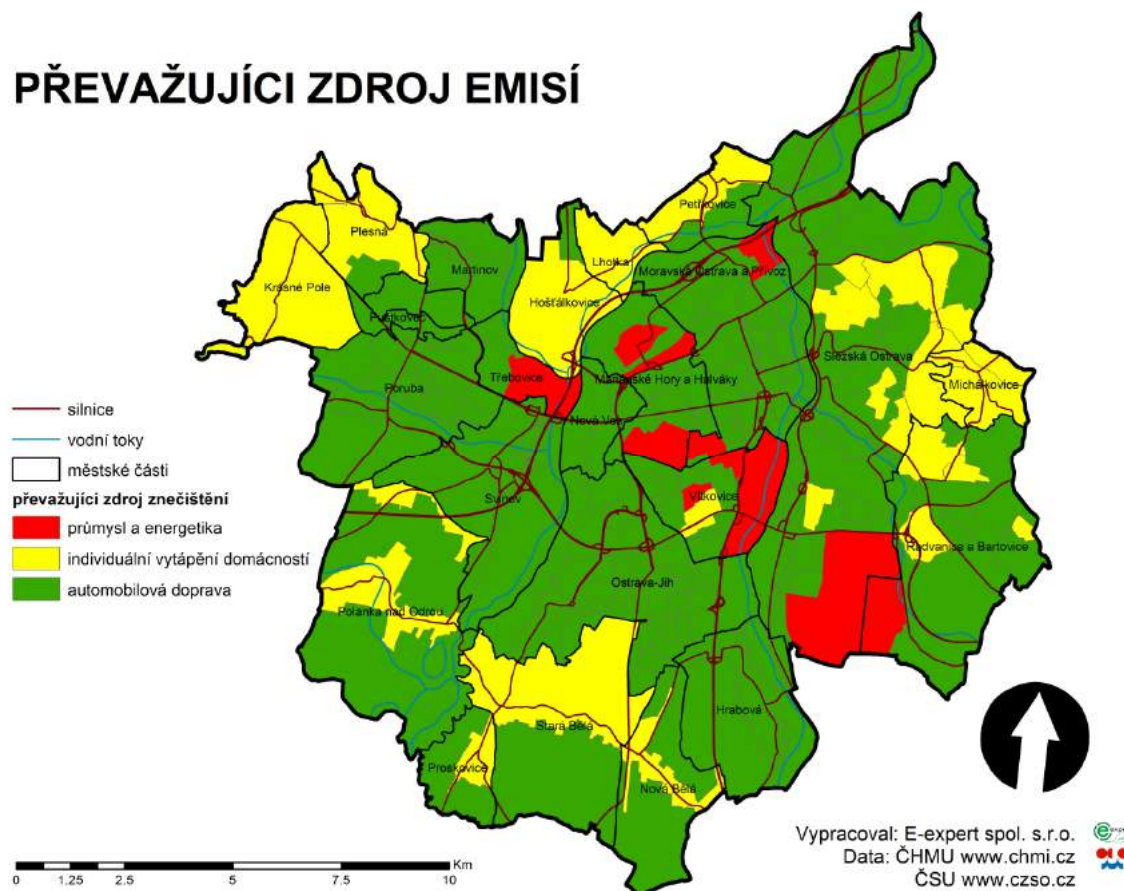 PŘEVAŽUJÍCI ZDROJ EMISÍ
Petřkovice
Plesná
Lhotka
Martinov
Moravská Ostrava a Přívoz
Krásné Pole
Hošťálkovice
Pustkovec
Slezská Ostrava
Třebovice
Mariánské Hory a Halváky
Michálkovice
Poruba
Nová Ves
silnice
vodní toky
městské části
převažujíci zdroj znečištění
průmysl a energetika
individuální vytápění domácností
automobilová doprava
Svinov
Vítkovice
Radvanice a Bartovice
Ostrava-Jih
Polanka nad Odrou
Hrabová
Stará Bělá
Proskovice
Nová Bělá
Vypracoval: E-expert spol. s.r.o.
Data: ČHMU www.chmi.cz
ČSU www.czso.cz
Km
0 1.25 2.5 5 7.5 10